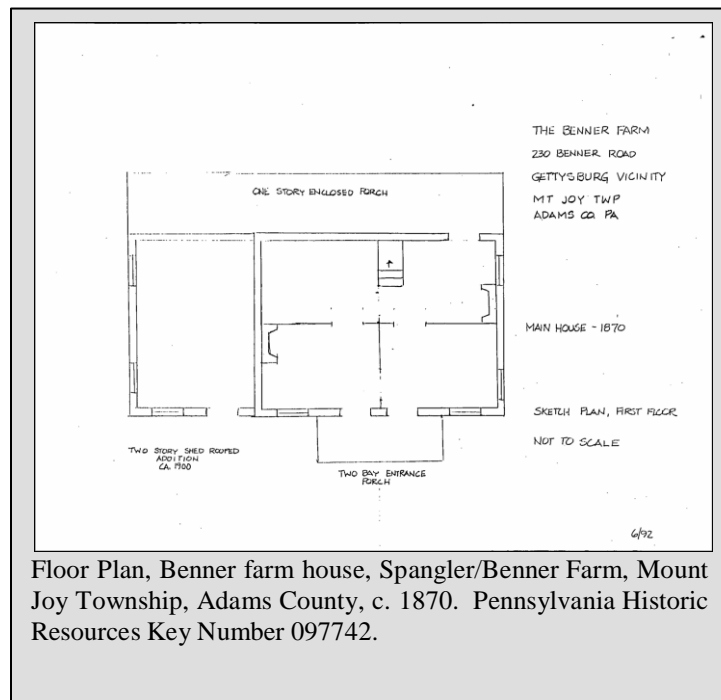 THE BENNER FARM
230 BENNER ROAD
GETTYSBURG VICINITY
MT JOY TWP
ADAMS CO. PA
ONE STORY ENCLOSED PORCH
MAIN HOUSE - 1870
SKETCH PLAN, FIRST FLOOR
NOT TO SCALE
TWO STORY SHED ROOFED
ADDITION
CA. 1900
TWO BAY ENTRANCE
PORCH
6/92
Floor Plan, Benner farm house, Spangler/Benner Farm, Mount
Joy Township, Adams County, c. 1870. Pennsylvania Historic
Resources Key Number 097742.